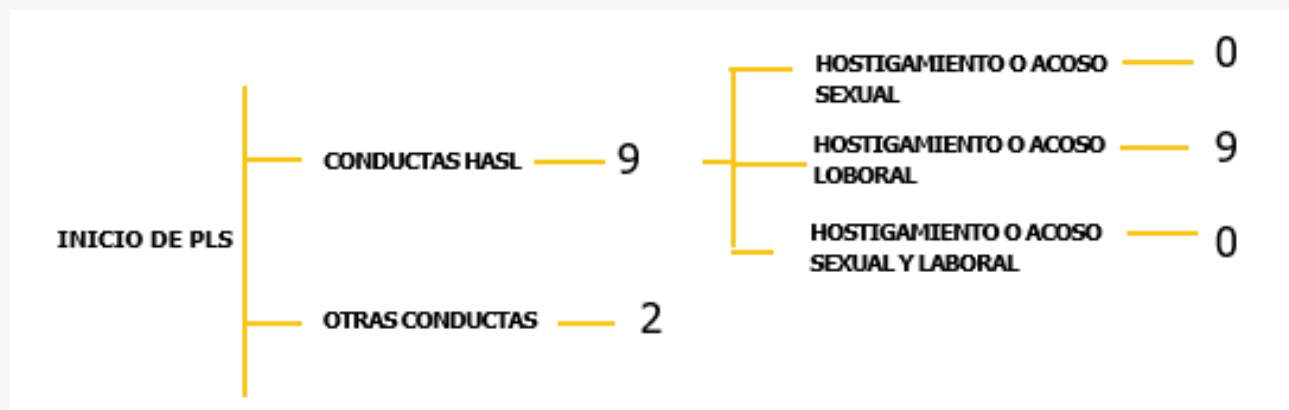 HOSTIGAMIENTO O ACOSO
SEXUAL
0
CONDUCTAS HASL
9
HOSTIGAMIENTO O ACOSO
LOBORAL
9
INICIO DE PLS
HOSTIGAMIENTO O ACOSO
SEXUAL Y LABORAL
0
OTRAS CONDUCTAS
2